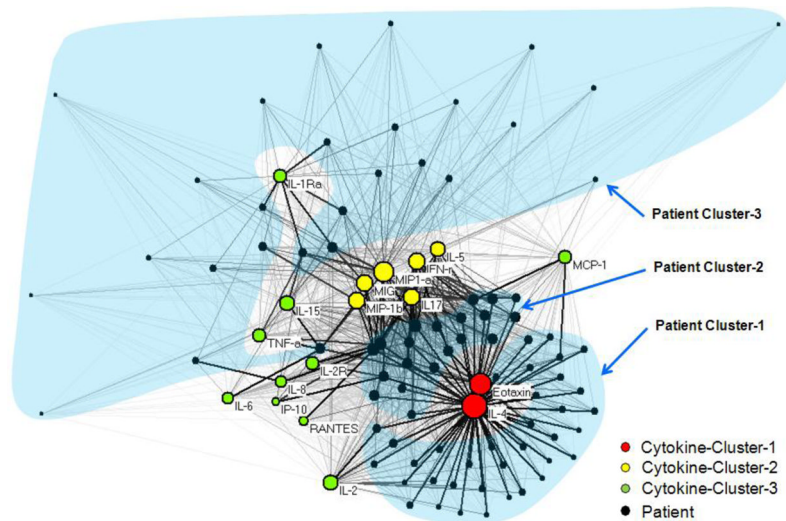 IL-1Ra
Patient Cluster-3
IL-5
IFN-r
MCP-1
MIP1-a
Patient Cluster-2
MIG
MIP-1b
IL17
IL-15
Patient Cluster-1
TNF-a
IL-2R
IL-8
Eotaxin
IL-6
IP-10
IL-4
RANTES
Cytokine-Cluster-1
Cytokine-Cluster-2
IL-2
Cytokine-Cluster-3
Patient